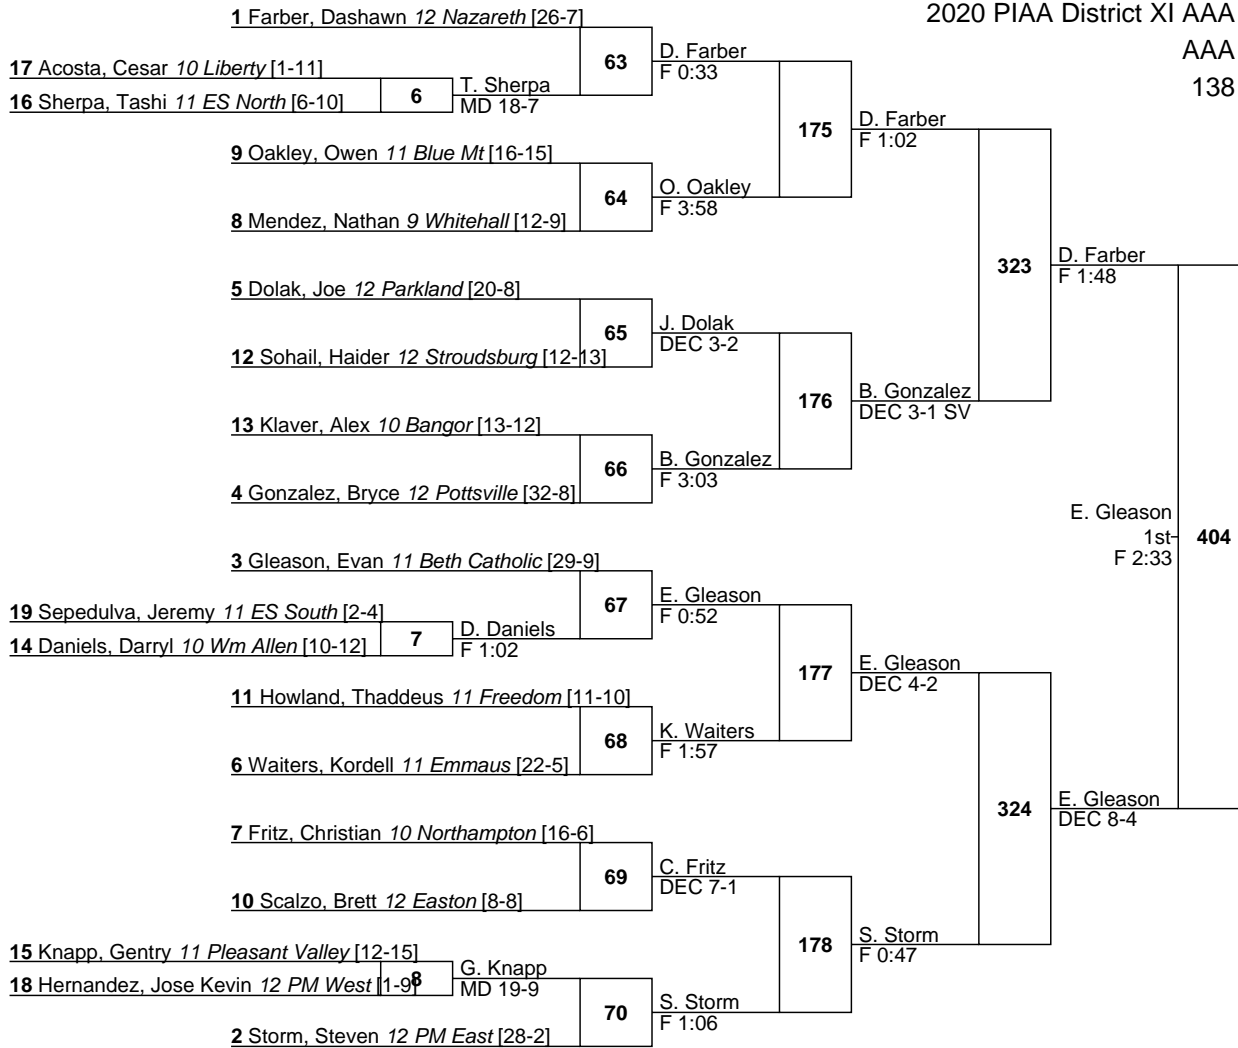 2020 PIAA District XI AAA
AAA
138
1 Farber, Dashawn 12 Nazareth [26-7]
63
D. Farber
F 0:33
17 Acosta, Cesar 10 Liberty [1-11]
6
T. Sherpa
MD 18-7
16 Sherpa, Tashi 11 ES North [6-10]
175
D. Farber
F 1:02
9 Oakley, Owen 11 Blue Mt [16-15]
64
O. Oakley
F 3:58
8 Mendez, Nathan 9 Whitehall [12-9]
323
D. Farber
F 1:48
5 Dolak, Joe 12 Parkland [20-8]
65
J. Dolak
DEC 3-2
12 Sohail, Haider 12 Stroudsburg [12-13]
176
B. Gonzalez
DEC 3-1 SV
13 Klaver, Alex 10 Bangor [13-12]
66
B. Gonzalez
F 3:03
4 Gonzalez, Bryce 12 Pottsville [32-8]
E. Gleason
1st
F 2:33
404
3 Gleason, Evan 11 Beth Catholic [29-9]
67
E. Gleason
F 0:52
19 Sepedulva, Jeremy 11 ES South [2-4]
7
D. Daniels
F 1:02
14 Daniels, Darryl 10 Wm Allen [10-12]
177
E. Gleason
DEC 4-2
11 Howland, Thaddeus 11 Freedom [11-10]
68
K. Waiters
F 1:57
6 Waiters, Kordell 11 Emmaus [22-5]
324
E. Gleason
DEC 8-4
7 Fritz, Christian 10 Northampton [16-6]
69
C. Fritz
DEC 7-1
10 Scalzo, Brett 12 Easton [8-8]
178
S. Storm
F 0:47
15 Knapp, Gentry 11 Pleasant Valley [12-15]
8
G. Knapp
MD 19-9
18 Hernandez, Jose Kevin 12 PM West [1-9]
70
S. Storm
F 1:06
2 Storm, Steven 12 PM East [28-2]